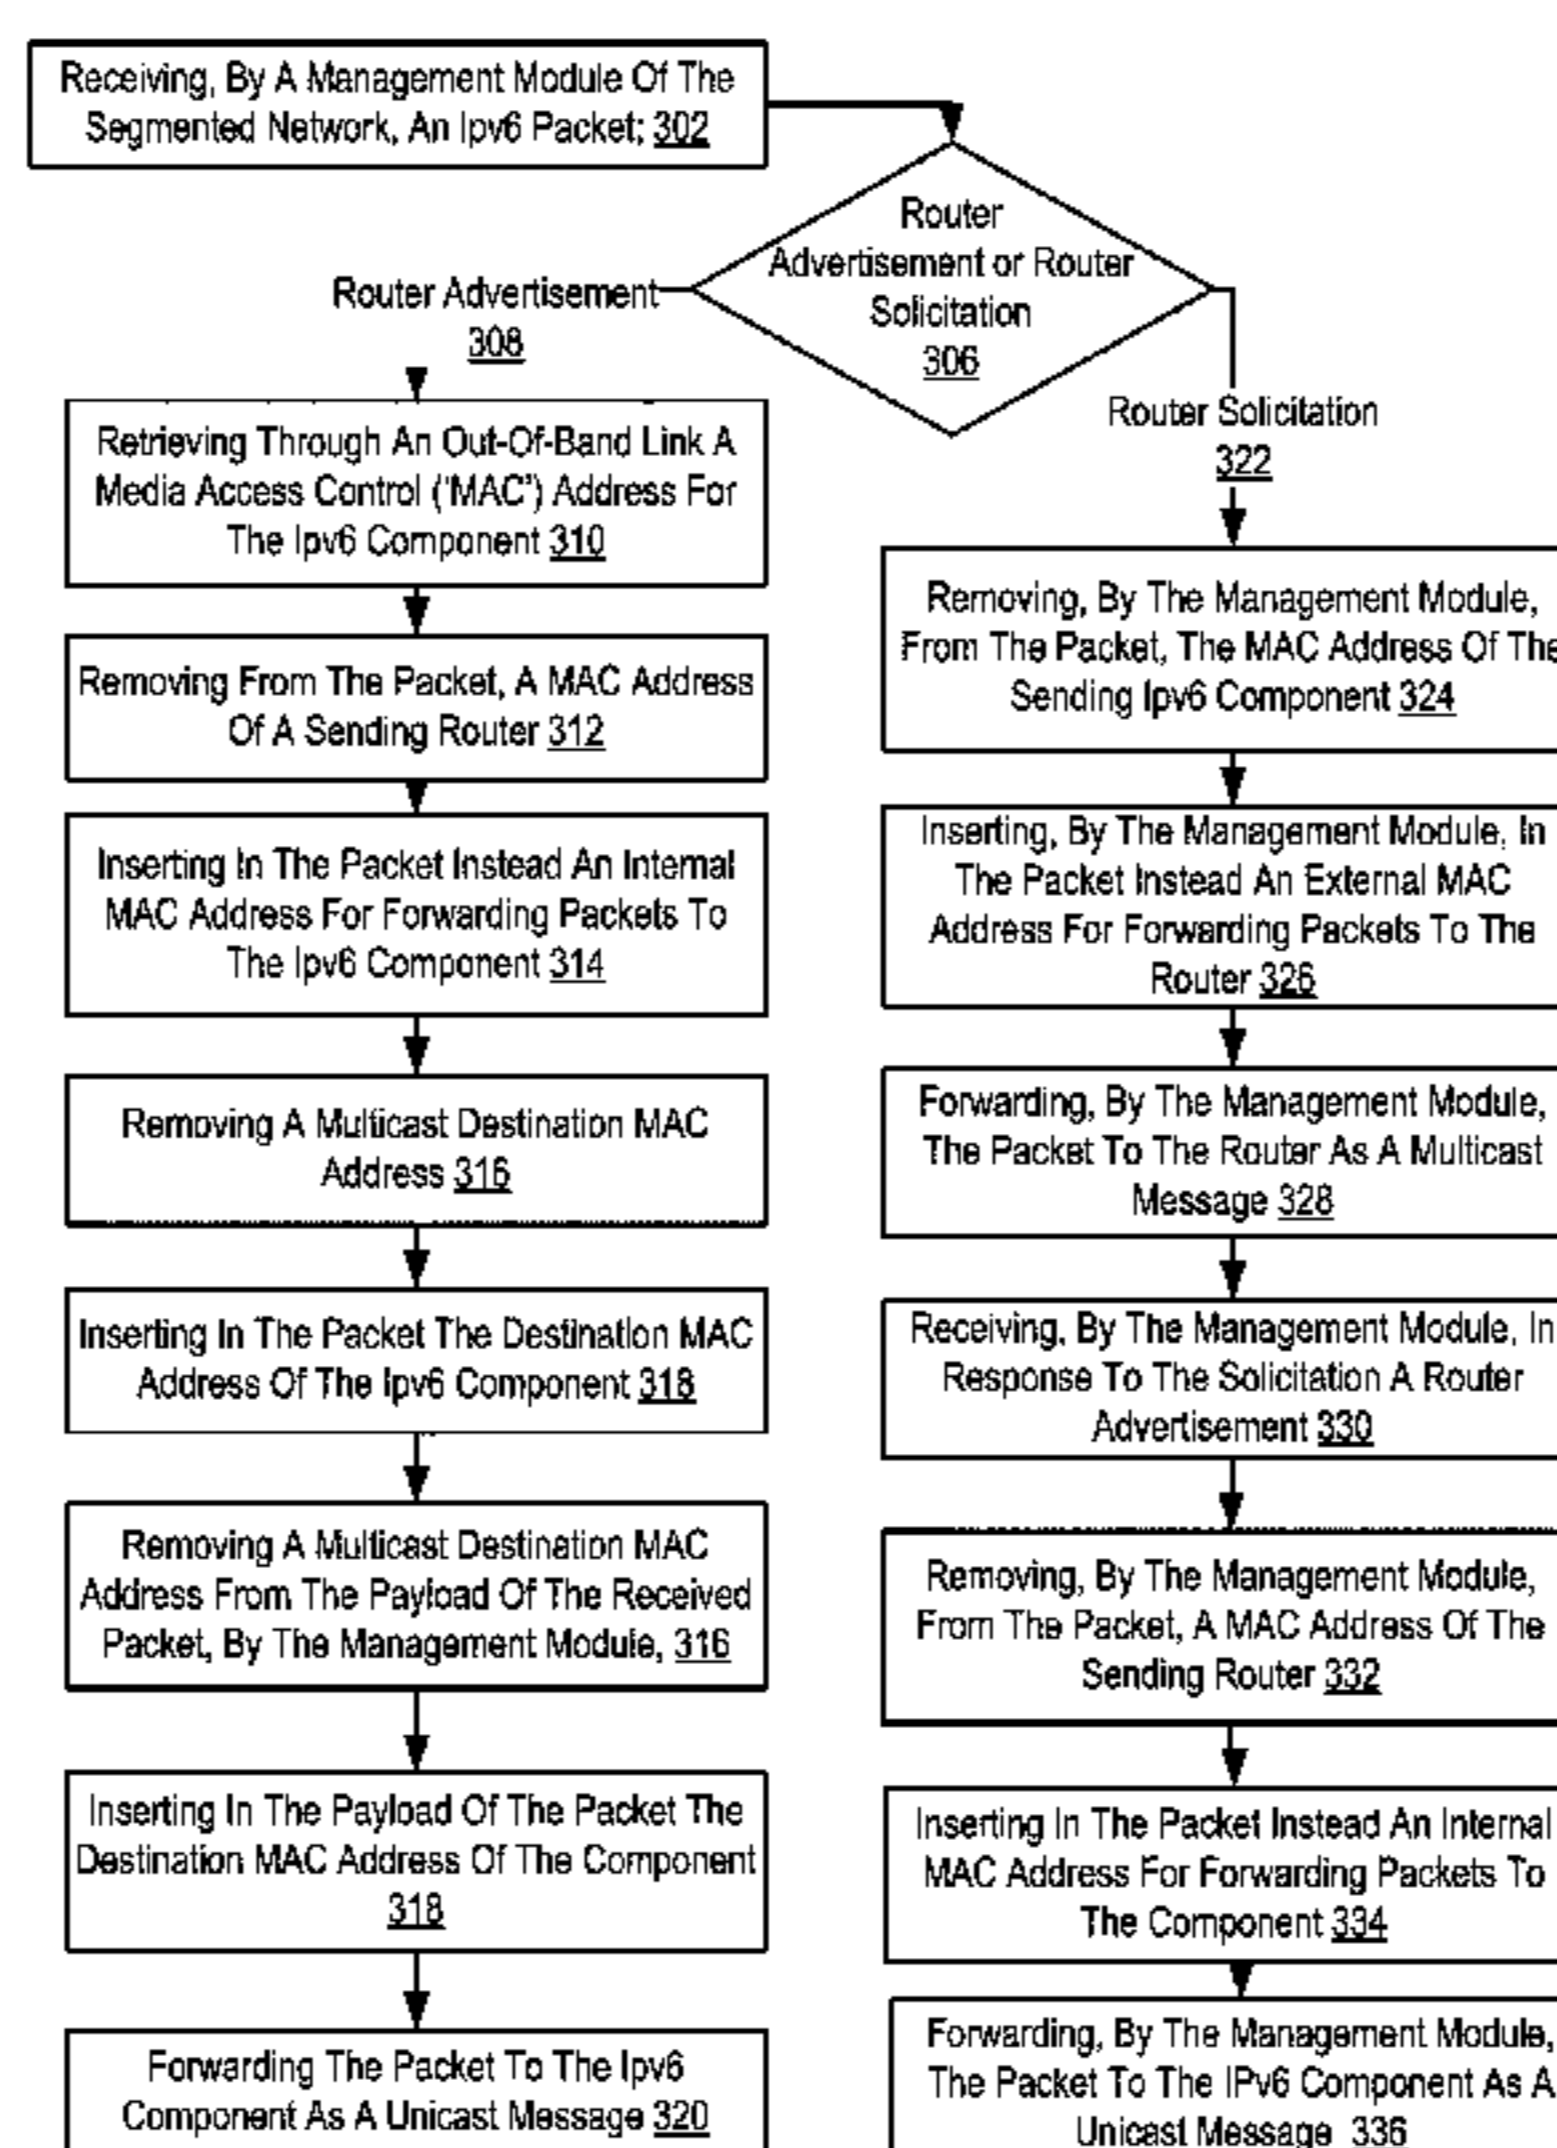 Receiving, By A Management Module Of The
Segmented Network, An Ipv6 Packet; 302
Router
Advertisement or Router
Solicitation
306
Router Advertisement
308
Retrieving Through An Out-Of-Band Link A
Media Access Control ('MAC') Address For
The Ipv6 Component 310
Removing From The Packet, A MAC Address
Of A Sending Router 312
Inserting In The Packet Instead An Internal
MAC Address For Forwarding Packets To
The Ipv6 Component 314
Removing A Multicast Destination MAC
Address 316
Inserting In The Packet The Destination MAC
Address Of The Ipv6 Component 318
Removing A Multicast Destination MAC
Address From The Payload Of The Received
Packet, By The Management Module, 316
Inserting In The Payload Of The Packet The
Destination MAC Address Of The Component
318
Forwarding The Packet To The Ipv6
Component As A Unicast Message 320
Router Solicitation
322
Removing, By The Management Module,
From The Packet, The MAC Address Of The
Sending Ipv6 Component 324
Inserting, By The Management Module, In
The Packet Instead An External MAC
Address For Forwarding Packets To The
Router 326
Forwarding, By The Management Module,
The Packet To The Router As A Multicast
Message 328
Receiving, By The Management Module, In
Response To The Solicitation A Router
Advertisement 330
Removing, By The Management Module,
From The Packet, A MAC Address Of The
Sending Router 332
Inserting In The Packet Instead An Internal
MAC Address For Forwarding Packets To
The Component 334
Forwarding, By The Management Module,
The Packet To The IPv6 Component As A
Unicast Message 336